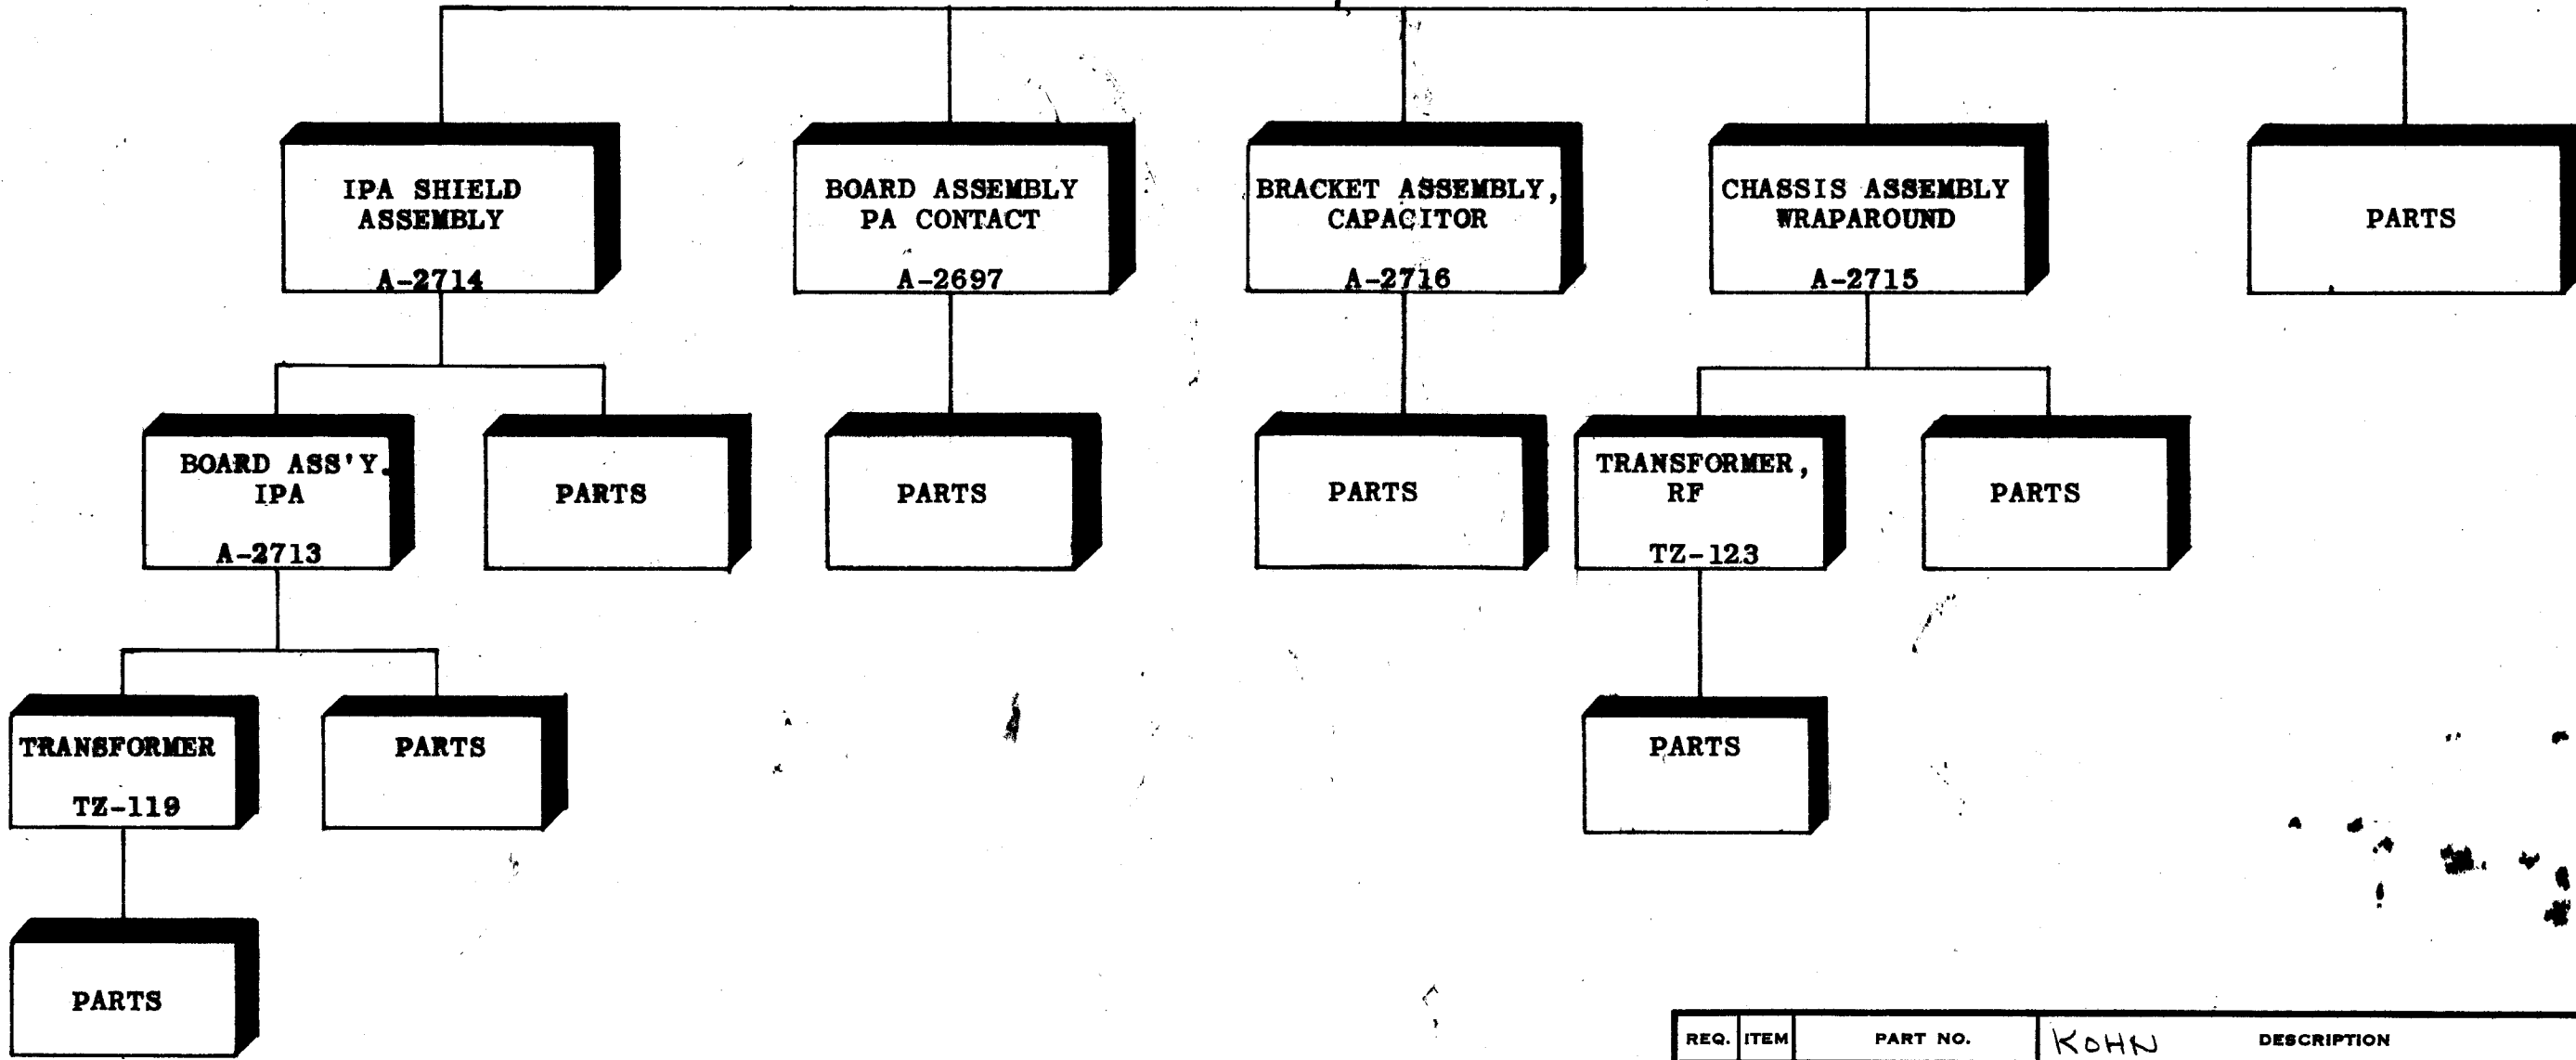 IPA SHIELD
ASSEMBLY
A-2714
BOARD ASSEMBLY
PA CONTACT
A-2697
BRACKET ASSEMBLY,
CAPACITOR
A-2716
CHASSIS ASSEMBLY
WRAPAROUND
A-2715
PARTS
BOARD ASS'Y.
IPA
A-2713
PARTS
PARTS
PARTS
TRANSFORMER,
RF
TZ-123
PARTS
TRANSFORMER
TZ-119
PARTS
PARTS
PARTS
REQ. ITEM PART NO. KOHN DESCRIPTION